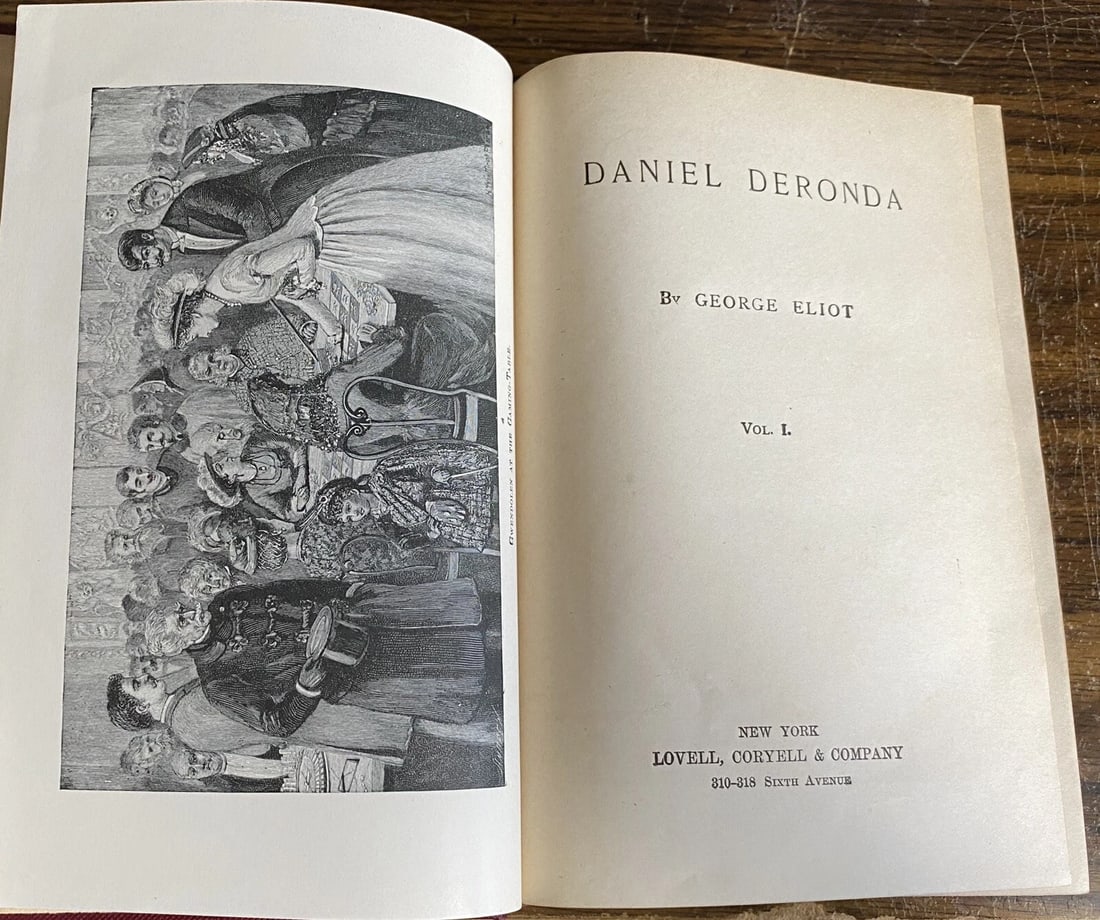 Gwendolen at the Gaming-Table.
DANIEL DERONDA
By GEORGE ELIOT
Vol. I.
NEW YORK
LOVELL, CORYELL & COMPANY
310–318 Sixth Avenue